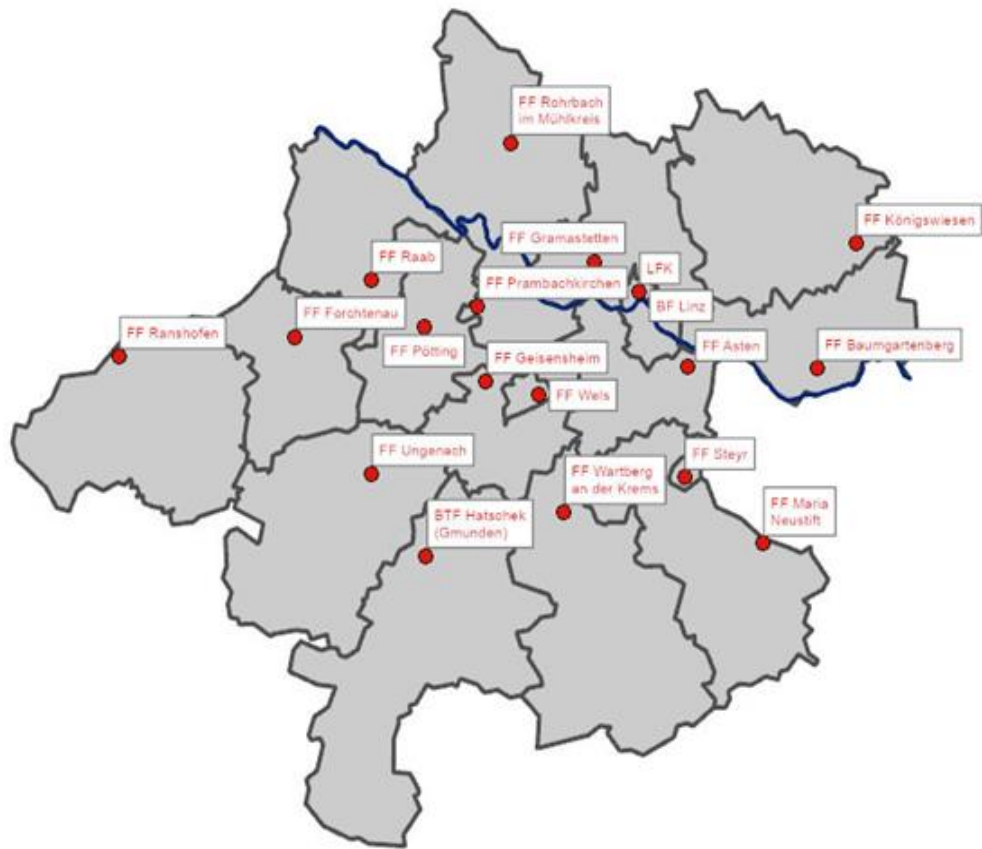 FF Rohrbach
im Mühlkreis
FF Königswiesen
FF Gramastetten
FF Raab
LFK
FF Prambachkirchen
BF Linz
FF Forchtenau
FF Ranshofen
FF Pötting
FF Geisensheim
FF Asten
FF Baumgartenberg
FF Wels
FF Ungenach
FF Steyr
FF Wartberg
an der Krems
BTF Hatschek
(Gmunden)
FF Maria
Neustift